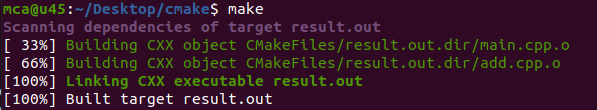 mca@u45:~/Desktop/cmake$ make
Scanning dependencies of target result.out
[ 33%] Building CXX object CMakeFiles/result.out.dir/main.cpp.o
[ 66%] Building CXX object CMakeFiles/result.out.dir/add.cpp.o
[100%] Linking CXX executable result.out
[100%] Built target result.out